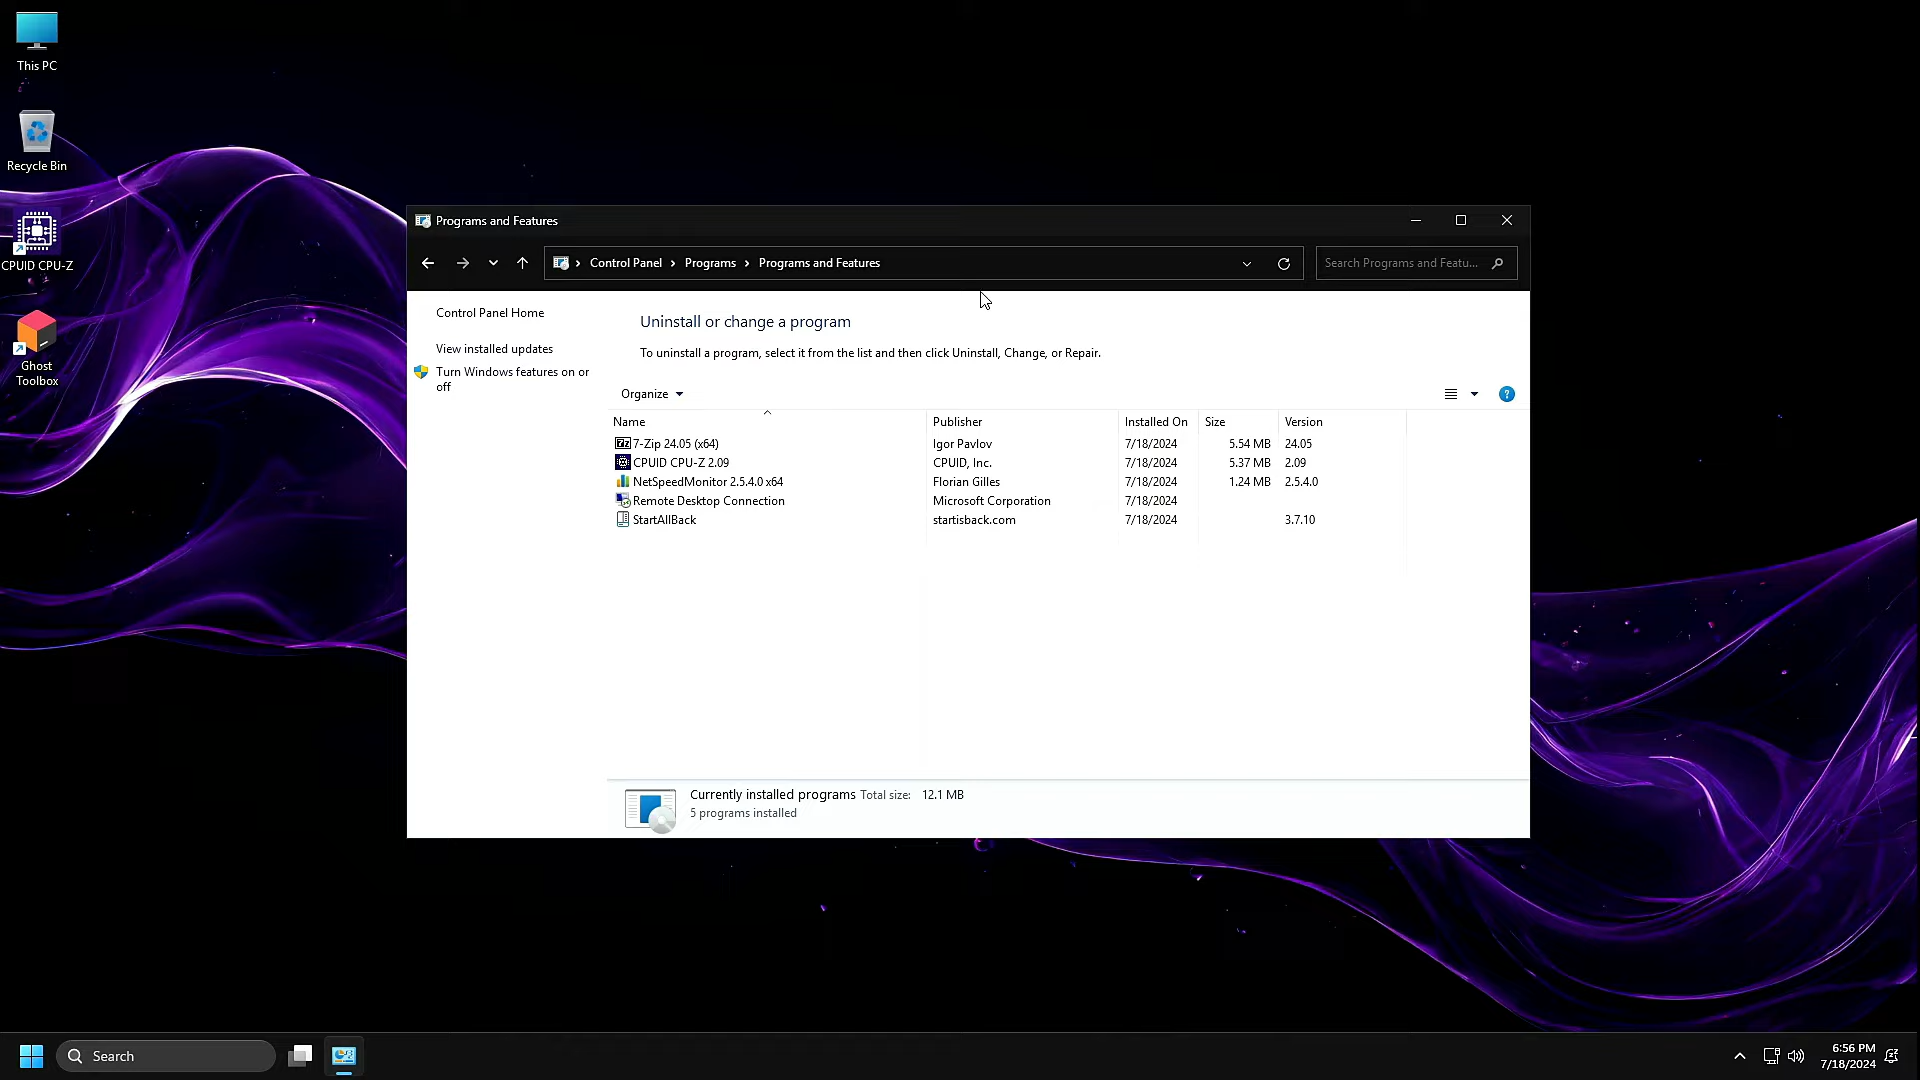 This PC
Recycle Bin
CPUID CPU-Z
Ghost
Toolbox
Programs and Features
Control Panel Programs Programs and Features
Search Programs and Featu...
Control Panel Home
View installed updates
Turn Windows features on or
off
Uninstall or change a program
To uninstall a program, select it from the list and then click Uninstall, Change, or Repair.
Organize
Name Publisher Installed On Size Version
7-Zip 24.05 (x64) Igor Pavlov 7/18/2024 5.54 MB 24.05
CPUID CPU-Z 2.09 CPUID, Inc. 7/18/2024 5.37 MB 2.09
NetSpeedMonitor 2.5.4.0 x64 Florian Gilles 7/18/2024 1.24 MB 2.5.4.0
Remote Desktop Connection Microsoft Corporation 7/18/2024
StartAllBack startisback.com 7/18/2024 3.7.10
Currently installed programs Total size: 12.1 MB
5 programs installed
Search
6:56 PM
7/18/2024